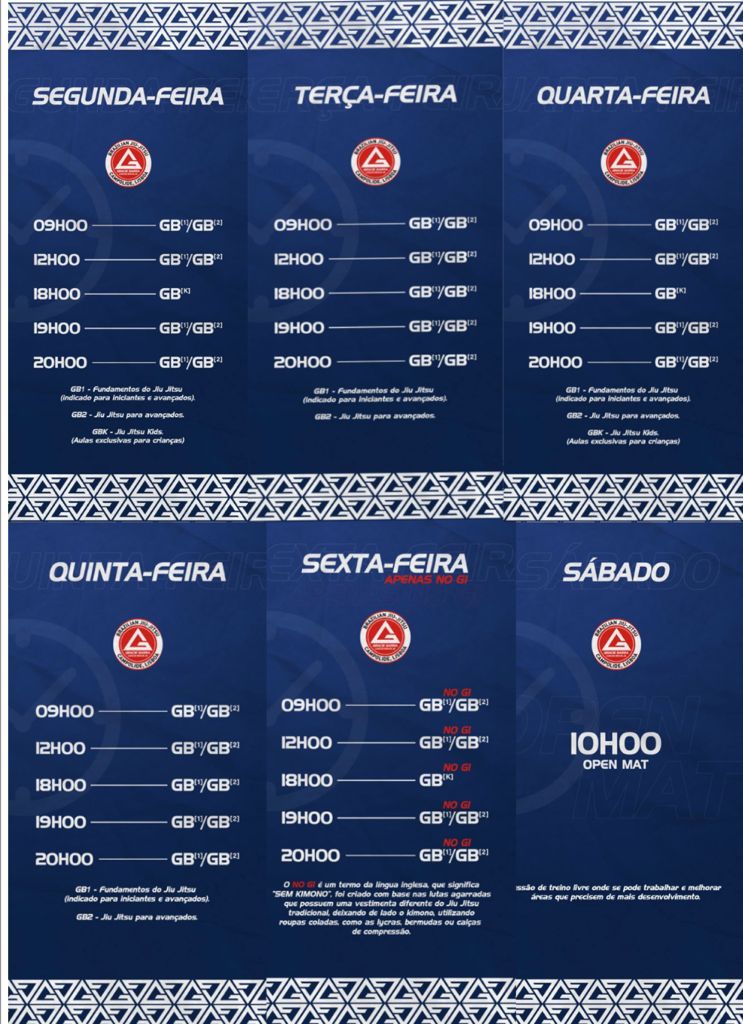 SEGUNDA-FEIRA
BRAZILIAN JIU-JITSU
GRACIE BARRA
CAMPOLIDE, LISBOA
09H00 GB[1]/GB[2]
12H00 GB[1]/GB[2]
18H00 GB[K]
19H00 GB[1]/GB[2]
20H00 GB[1]/GB[2]
GB1 - Fundamentos do Jiu Jitsu
(indicado para iniciantes e avançados).
GB2 - Jiu Jitsu para avançados.
GBK - Jiu Jitsu Kids.
(Aulas exclusivas para crianças)
TERÇA-FEIRA
BRAZILIAN JIU-JITSU
GRACIE BARRA
CAMPOLIDE, LISBOA
09H00 GB[1]/GB[2]
12H00 GB[1]/GB[2]
18H00 GB[1]/GB[2]
19H00 GB[1]/GB[2]
20H00 GB[1]/GB[2]
GB1 - Fundamentos do Jiu Jitsu
(indicado para iniciantes e avançados).
GB2 - Jiu Jitsu para avançados.
QUARTA-FEIRA
BRAZILIAN JIU-JITSU
GRACIE BARRA
CAMPOLIDE, LISBOA
09H00 GB[1]/GB[2]
12H00 GB[1]/GB[2]
18H00 GB[K]
19H00 GB[1]/GB[2]
20H00 GB[1]/GB[2]
GB1 - Fundamentos do Jiu Jitsu
(indicado para iniciantes e avançados).
GB2 - Jiu Jitsu para avançados.
GBK - Jiu Jitsu Kids.
(Aulas exclusivas para crianças)
QUINTA-FEIRA
BRAZILIAN JIU-JITSU
GRACIE BARRA
CAMPOLIDE, LISBOA
09H00 GB[1]/GB[2]
12H00 GB[1]/GB[2]
18H00 GB[1]/GB[2]
19H00 GB[1]/GB[2]
20H00 GB[1]/GB[2]
GB1 - Fundamentos do Jiu Jitsu
(indicado para iniciantes e avançados).
GB2 - Jiu Jitsu para avançados.
SEXTA-FEIRA
APENAS NO GI
BRAZILIAN JIU-JITSU
GRACIE BARRA
CAMPOLIDE, LISBOA
NO GI
09H00 GB[1]/GB[2]
NO GI
12H00 GB[1]/GB[2]
NO GI
18H00 GB[K]
NO GI
19H00 GB[1]/GB[2]
NO GI
20H00 GB[1]/GB[2]
O NO GI é um termo da língua inglesa, que significa
"SEM KIMONO", foi criado com base nas lutas agarradas
que possuem uma vestimenta diferente do Jiu Jitsu
tradicional, deixando de lado o kimono, utilizando
roupas coladas, como as lycras, bermudas ou calças
de compressão.
SÁBADO
BRAZILIAN JIU-JITSU
GRACIE BARRA
CAMPOLIDE, LISBOA
10H00
OPEN MAT
ssão de treino livre onde se pode trabalhar e melhorar
áreas que precisem de mais desenvolvimento.